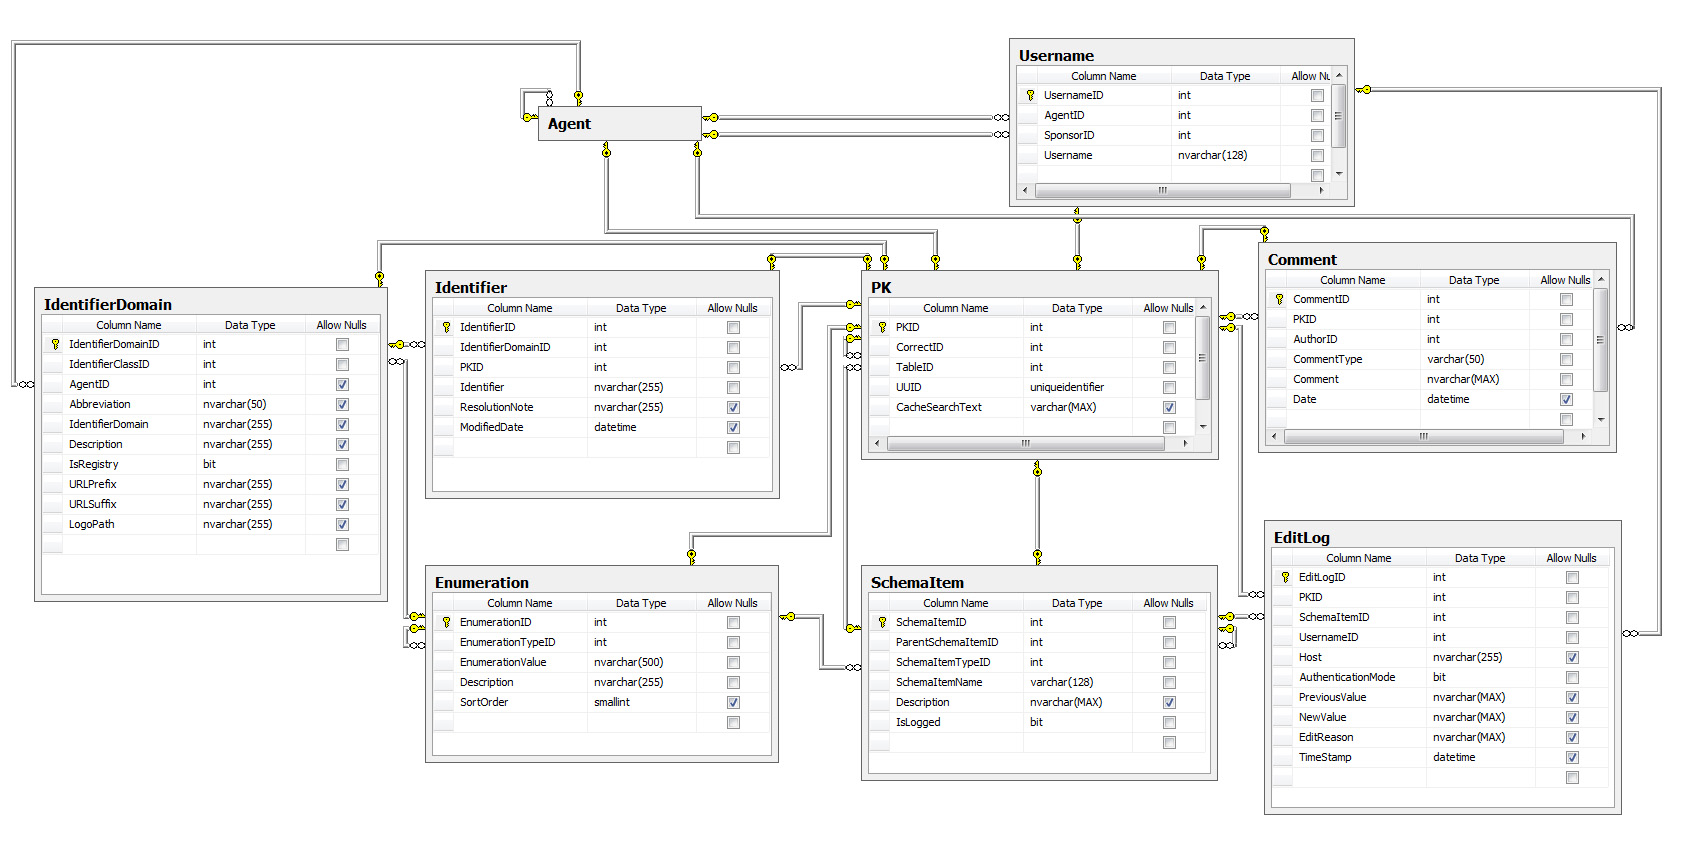 Username
Column Name Data Type Allow Nu
UsernameID int
AgentID int
SponsorID int
Username nvarchar(128)
Agent
Comment
Column Name Data Type Allow Nulls
CommentID int
PKID int
AuthorID int
CommentType varchar(50)
Comment nvarchar(MAX)
Date datetime
IdentifierDomain
Column Name Data Type Allow Nulls
IdentifierDomainID int
IdentifierClassID int
AgentID int
Abbreviation nvarchar(50)
IdentifierDomain nvarchar(255)
Description nvarchar(255)
IsRegistry bit
URLPrefix nvarchar(255)
URLSuffix nvarchar(255)
LogoPath nvarchar(255)
Identifier
Column Name Data Type Allow Nulls
IdentifierID int
IdentifierDomainID int
PKID int
Identifier nvarchar(255)
ResolutionNote nvarchar(255)
ModifiedDate datetime
PK
Column Name Data Type Allow Nulls
PKID int
CorrectID int
TableID int
UUID uniqueidentifier
CacheSearchText varchar(MAX)
Enumeration
Column Name Data Type Allow Nulls
EnumerationID int
EnumerationTypeID int
EnumerationValue nvarchar(500)
Description nvarchar(255)
SortOrder smallint
SchemaItem
Column Name Data Type Allow Nulls
SchemaItemID int
ParentSchemaItemID int
SchemaItemTypeID int
SchemaItemName varchar(128)
Description nvarchar(MAX)
IsLogged bit
EditLog
Column Name Data Type Allow Nulls
EditLogID int
PKID int
SchemaItemID int
UsernameID int
Host nvarchar(255)
AuthenticationMode bit
PreviousValue nvarchar(MAX)
NewValue nvarchar(MAX)
EditReason nvarchar(MAX)
TimeStamp datetime